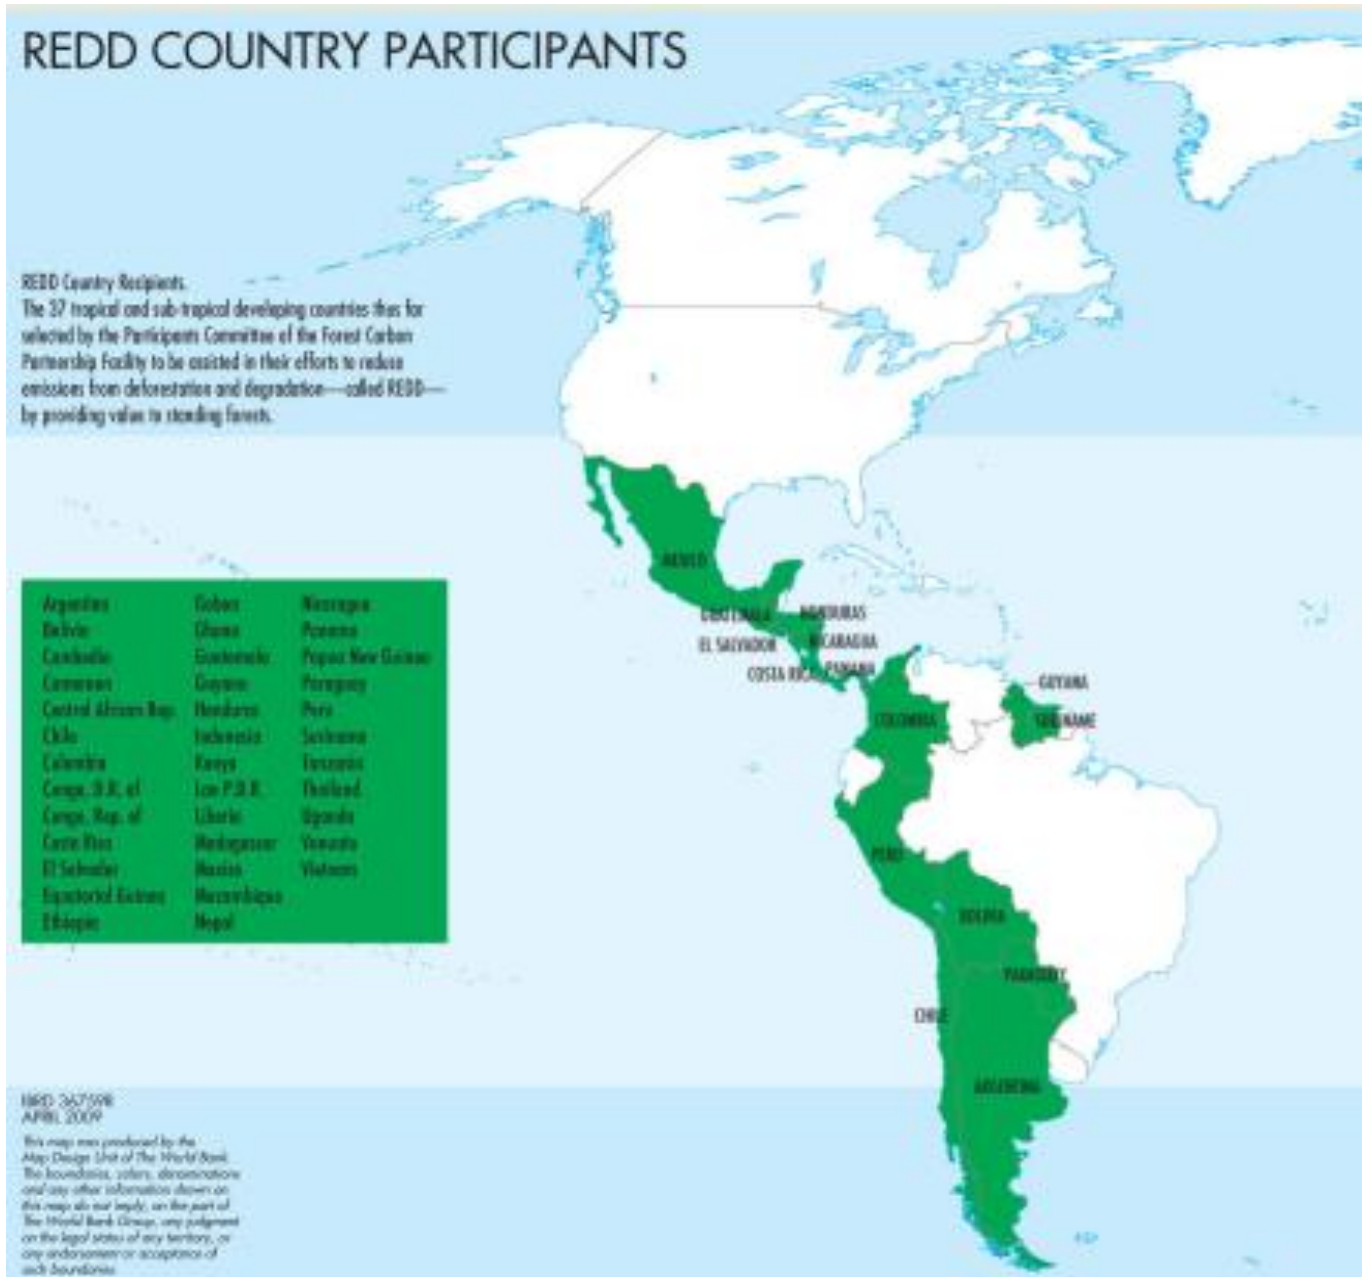 REDD COUNTRY PARTICIPANTS
REDD Country Recipients.
The 37 tropical and sub-tropical developing countries thus far
selected by the Participants Committee of the Forest Carbon
Partnership Facility to be assisted in their efforts to reduce
emissions from deforestation and degradation—called REDD—
by providing value to standing forests.
MEXICO
GUATEMALA
HONDURAS
EL SALVADOR
NICARAGUA
COSTA RICA
PANAMA
GUYANA
COLOMBIA
SURINAME
PERU
BOLIVIA
PARAGUAY
CHILE
ARGENTINA
Argentina
Bolivia
Cambodia
Cameroon
Central African Rep.
Chile
Colombia
Congo, D.R. of
Congo, Rep. of
Costa Rica
El Salvador
Equatorial Guinea
Ethiopia
Gabon
Ghana
Guatemala
Guyana
Honduras
Indonesia
Kenya
Lao P.D.R.
Liberia
Madagascar
Mexico
Mozambique
Nepal
Nicaragua
Panama
Papua New Guinea
Paraguay
Peru
Suriname
Tanzania
Thailand
Uganda
Vanuatu
Vietnam
IBRD 36759R
APRIL 2009
This map was produced by the
Map Design Unit of The World Bank.
The boundaries, colors, denominations
and any other information shown on
this map do not imply, on the part of
The World Bank Group, any judgment
on the legal status of any territory, or
any endorsement or acceptance of
such boundaries.